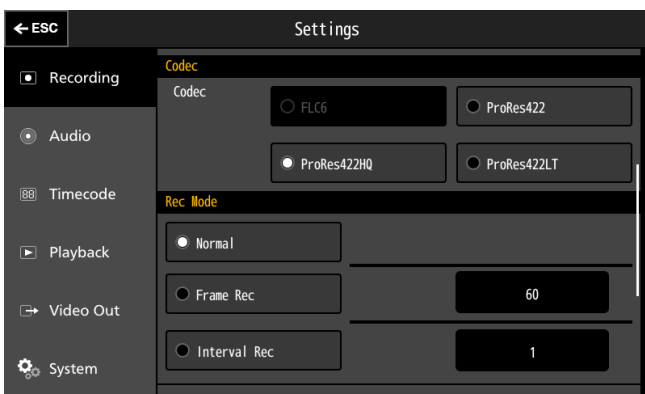 ESC
Settings
Recording
Audio
88 Timecode
Playback
Video Out
System
Codec
Codec
FLC6
ProRes422
ProRes422HQ
ProRes422LT
Rec Mode
Normal
Frame Rec
60
Interval Rec
1